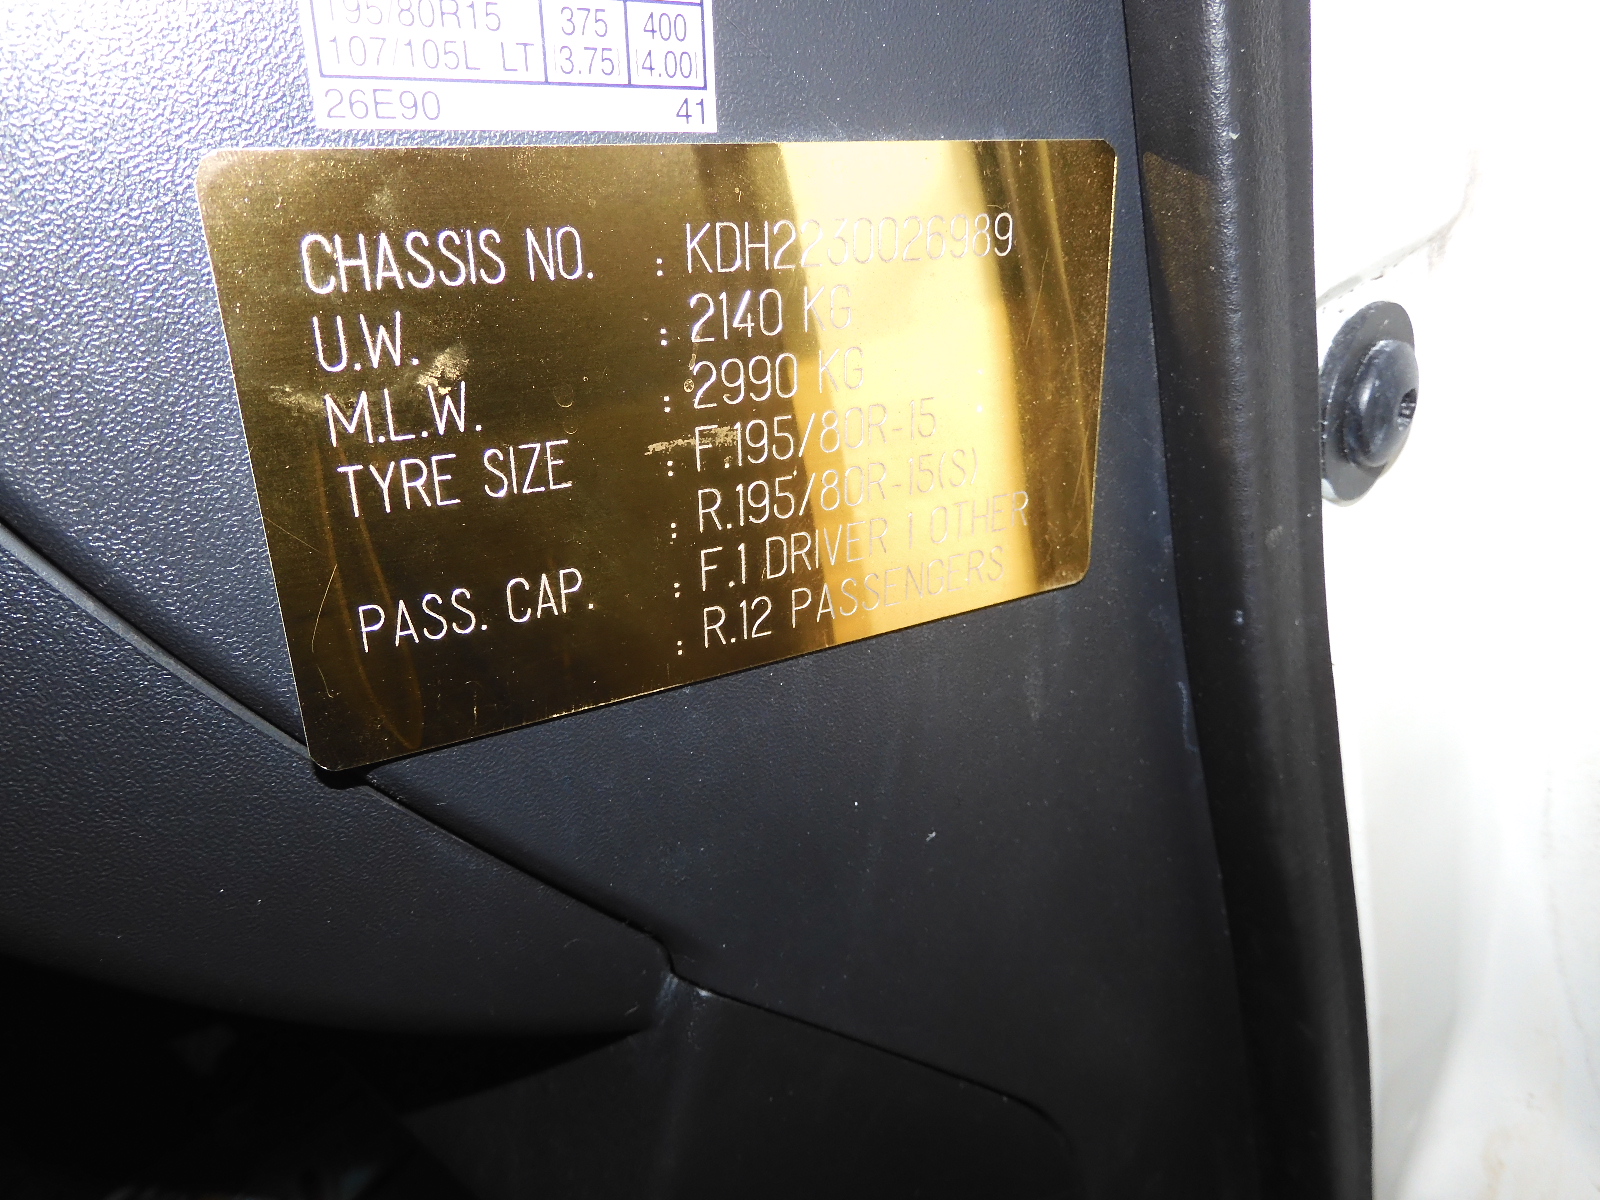 195/80R15 375 400
107/105L LT (3.75) (4.00)
26E90 41
CHASSIS NO. : KDH2230026989
U.W. : 2140 KG
M.L.W. : 2990 KG
TYRE SIZE : F.195/80R-15
: R.195/80R-15(S)
PASS. CAP. : F.1 DRIVER 1 OTHER
: R.12 PASSENGERS